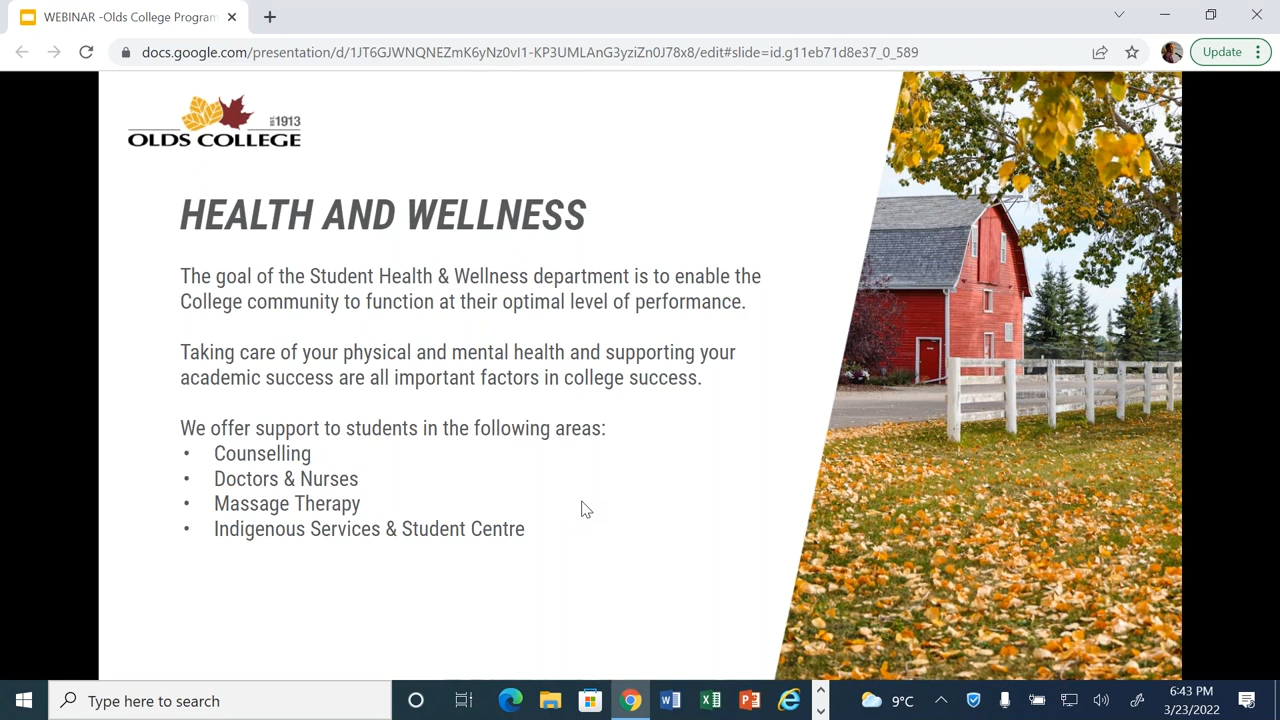 WEBINAR -Olds College Program
docs.google.com/presentation/d/1JT6GJWNQNEZmK6yNz0vI1-KP3UMLAnG3yziZn0J78x8/edit#slide=id.g11eb71d8e37_0_589
Update
EST. 1913
OLDS COLLEGE
HEALTH AND WELLNESS
The goal of the Student Health & Wellness department is to enable the
College community to function at their optimal level of performance.
Taking care of your physical and mental health and supporting your
academic success are all important factors in college success.
We offer support to students in the following areas:
• Counselling
• Doctors & Nurses
• Massage Therapy
• Indigenous Services & Student Centre
Type here to search
9°C
6:43 PM
3/23/2022